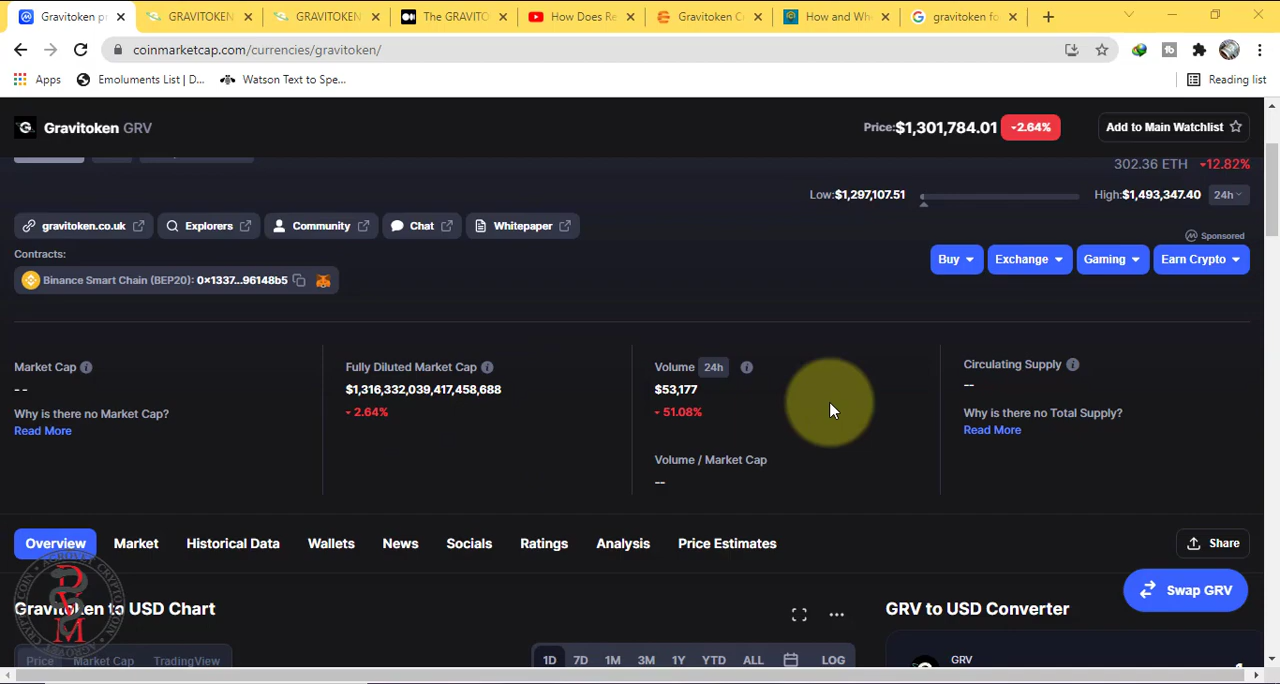 Gravitoken pr
GRAVITOKEN
GRAVITOKEN
The GRAVITO
How Does Re
Gravitoken C
How and Whe
gravitoken fo
coinmarketcap.com/currencies/gravitoken/
Apps
Emoluments List | D...
Watson Text to Spe...
Reading list
Gravitoken GRV
Price:$1,301,784.01
-2.64%
Add to Main Watchlist
302.36 ETH
12.82%
Low:$1,297,107.51
High:$1,493,347.40
24h
gravitoken.co.uk
Explorers
Community
Chat
Whitepaper
Sponsored
Contracts:
Buy
Exchange
Gaming
Earn Crypto
Binance Smart Chain (BEP20): 0x1337...96148b5
Market Cap
- -
Why is there no Market Cap?
Read More
Fully Diluted Market Cap
$1,316,332,039,417,458,688
2.64%
Volume 24h
$53,177
51.08%
Volume / Market Cap
--
Circulating Supply
--
Why is there no Total Supply?
Read More
Overview
Market
Historical Data
Wallets
News
Socials
Ratings
Analysis
Price Estimates
Share
Swap GRV
Gravitoken to USD Chart
GRV to USD Converter
Price
Market Cap
TradingView
1D
7D
1M
3M
1Y
YTD
ALL
LOG
GRV
D
V
M